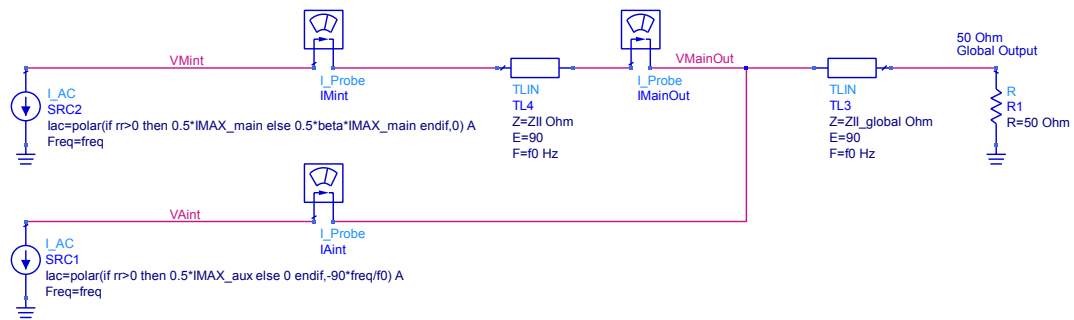 VMint
I_Probe
IMint
I_AC
SRC2
Iac=polar(if rr>0 then 0.5*IMAX_main else 0.5*beta*IMAX_main endif,0) A
Freq=freq
TLIN
TL4
Z=ZII Ohm
E=90
F=f0 Hz
I_Probe
IMainOut
VMainOut
TLIN
TL3
Z=ZII_global Ohm
E=90
F=f0 Hz
50 Ohm
Global Output
R
R1
R=50 Ohm
VAint
I_Probe
IAint
I_AC
SRC1
Iac=polar(if rr>0 then 0.5*IMAX_aux else 0 endif,-90*freq/f0) A
Freq=freq